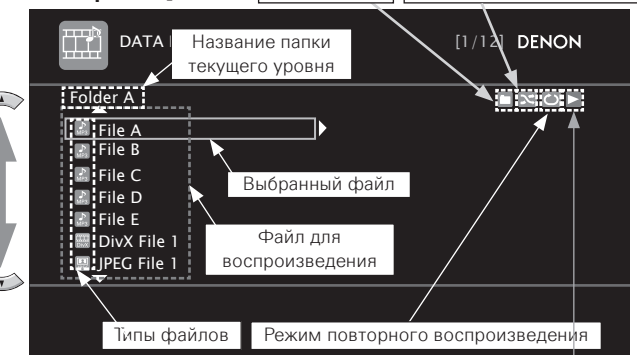 DATA
Название папки
текущего уровня
[1/12] DENON
Folder A
File A
File B
File C
File D
File E
DivX File 1
JPEG File 1
Выбранный файл
Файл для
воспроизведения
Типы файлов
Режим повторного воспроизведения